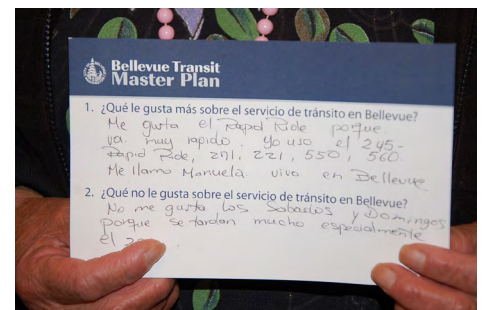 Bellevue Transit
Master Plan
1. ¿Qué le gusta más sobre el servicio de tránsito en Bellevue?
Me gusta el Rapid Ride porque
va muy rapido. Yo uso el 245-
Rapid Ride, 271, 221, 550, 560.
Me llamo Manuela. vivo en Bellevue
2. ¿Qué no le gusta sobre el servicio de tránsito en Bellevue?
No me gusta los Sabados y Domingos
porque se tardan mucho especialmente
el